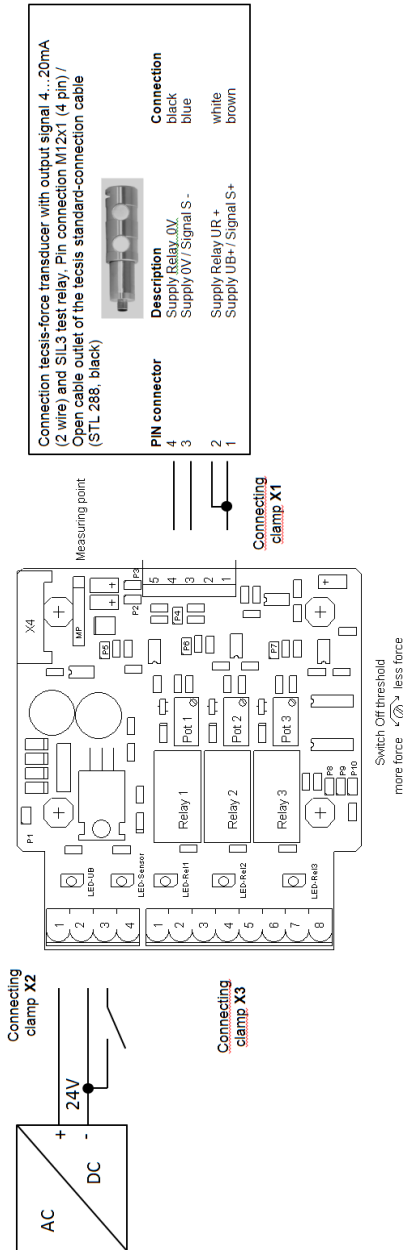 Connection tecsis-force transducer with output signal 4…20mA
(2 wire) and SIL3 test relay, Pin connection M12x1 (4 pin) /
Open cable outlet of the tecsis standard-connection cable
(STL 288, black)
PIN connector Description Connection
4 Supply Relay 0V black
3 Supply 0V / Signal S - blue
2 Supply Relay UR + white
1 Supply UB+ / Signal S+ brown
Measuring point
Connecting
clamp X1
X4
MP
P1
P5
P2
P3
P4
P6
P7
5
4
3
2
1
Pot 1
Pot 2
Pot 3
Relay 1
Relay 2
Relay 3
P8
P9
P10
LED-UB
LED-Sensor
LED-Rel1
LED-Rel2
LED-Rel3
1
2
3
4
1
2
3
4
5
6
7
8
Switch Off threshold
more force less force
Connecting
clamp X2
Connecting
clamp X3
24V
+
-
AC
DC